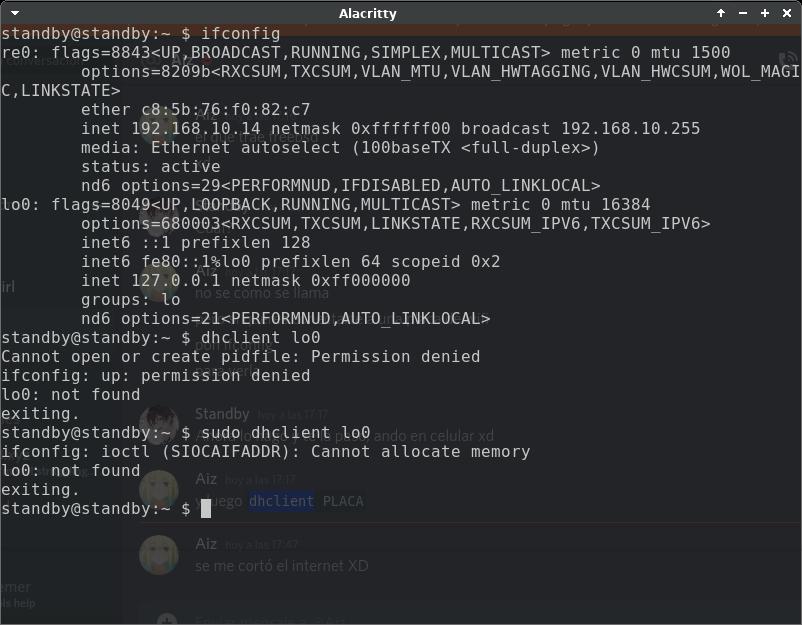 Alacritty
standby@standby:~ $ ifconfig
re0: flags=8843<UP,BROADCAST,RUNNING,SIMPLEX,MULTICAST> metric 0 mtu 1500
        options=8209b<RXCSUM,TXCSUM,VLAN_MTU,VLAN_HWTAGGING,VLAN_HWCSUM,WOL_MAGI
C,LINKSTATE>
        ether c8:5b:76:f0:82:c7
        inet 192.168.10.14 netmask 0xffffff00 broadcast 192.168.10.255
        media: Ethernet autoselect (100baseTX <full-duplex>)
        status: active
        nd6 options=29<PERFORMNUD,IFDISABLED,AUTO_LINKLOCAL>
lo0: flags=8049<UP,LOOPBACK,RUNNING,MULTICAST> metric 0 mtu 16384
        options=680003<RXCSUM,TXCSUM,LINKSTATE,RXCSUM_IPV6,TXCSUM_IPV6>
        inet6 ::1 prefixlen 128
        inet6 fe80::1%lo0 prefixlen 64 scopeid 0x2
        inet 127.0.0.1 netmask 0xff000000
        groups: lo
        nd6 options=21<PERFORMNUD,AUTO_LINKLOCAL>
standby@standby:~ $ dhclient lo0
Cannot open or create pidfile: Permission denied
ifconfig: up: permission denied
lo0: not found
exiting.
standby@standby:~ $ sudo dhclient lo0
ifconfig: ioctl (SIOCAIFADDR): Cannot allocate memory
lo0: not found
exiting.
standby@standby:~ $
Aiz
no se como se llama
Standby hoy a las 17:17
ando en celular xd
Aiz hoy a las 17:17
y luego dhclient PLACA
Aiz hoy a las 17:47
se me cortó el internet XD